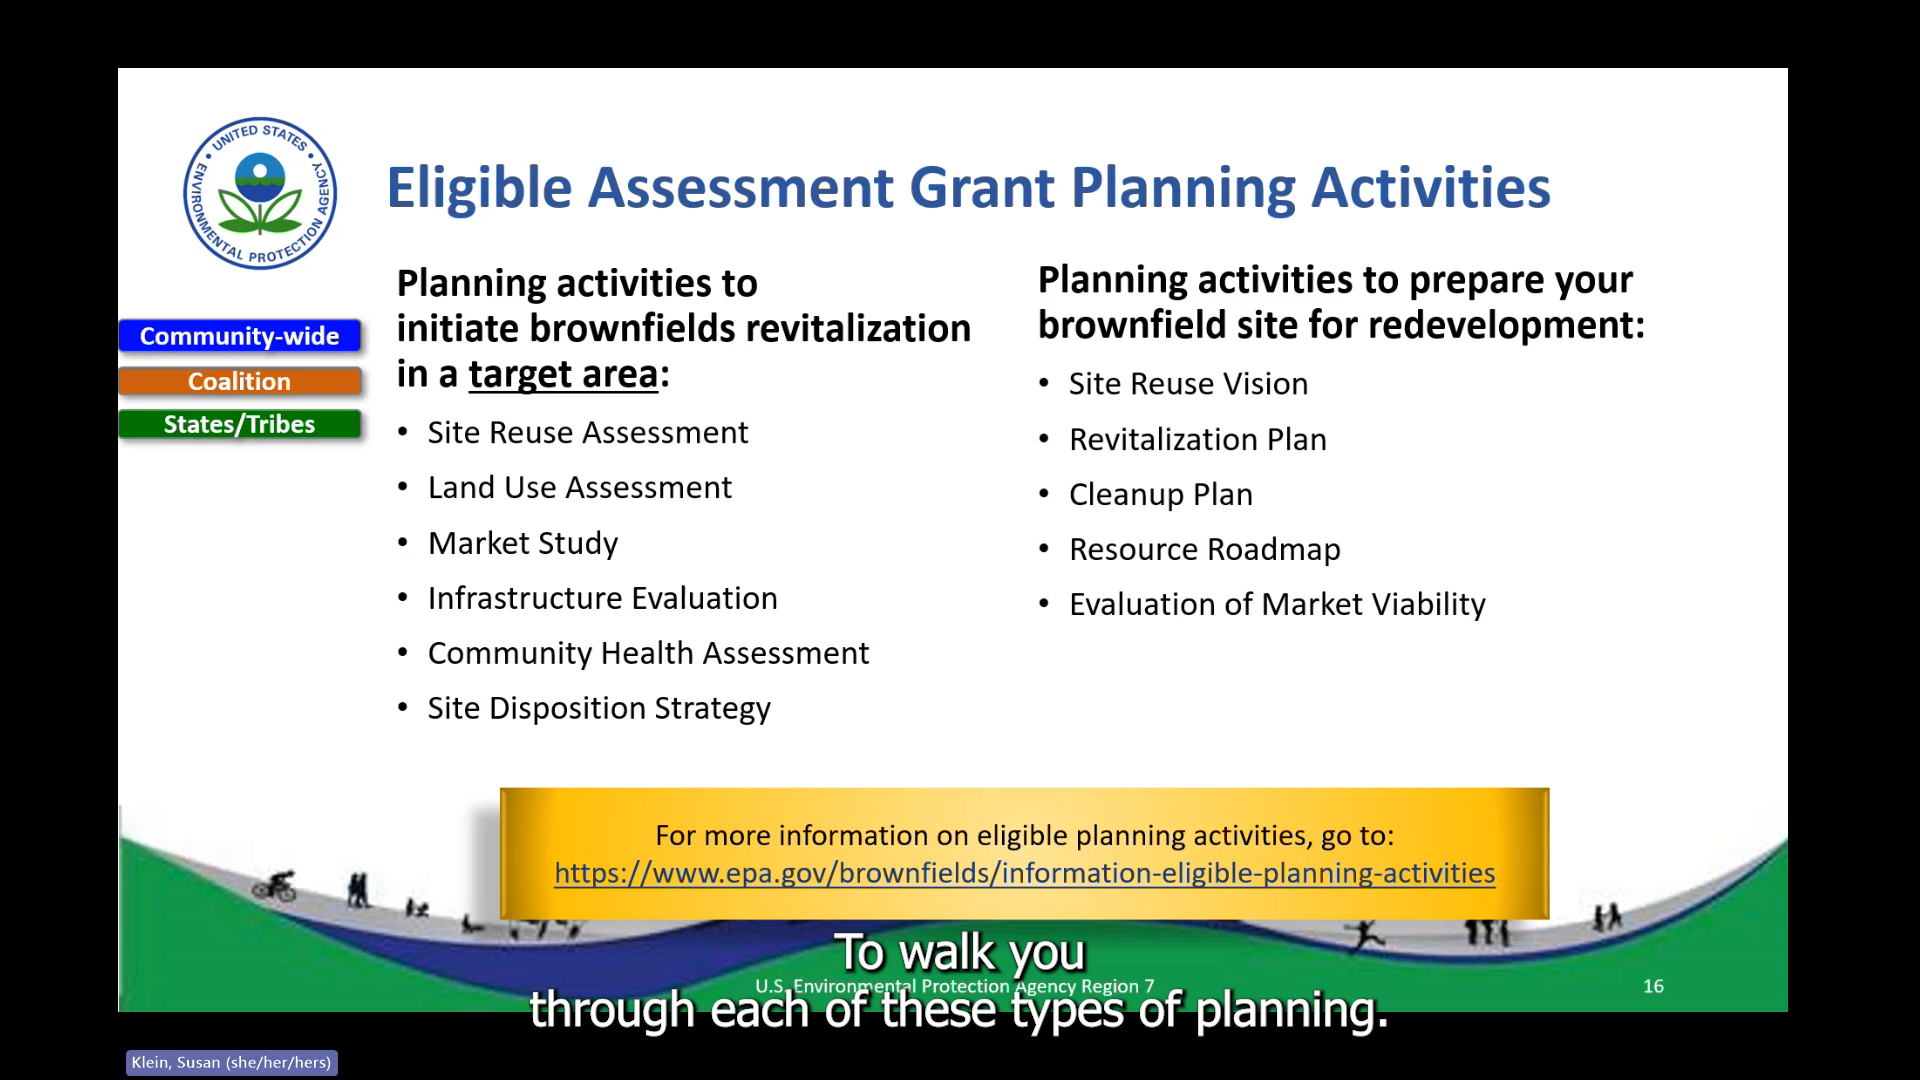 UNITED STATES
ENVIRONMENTAL PROTECTION AGENCY
Eligible Assessment Grant Planning Activities
Community-wide
Coalition
States/Tribes
Planning activities to
initiate brownfields revitalization
in a target area:
• Site Reuse Assessment
• Land Use Assessment
• Market Study
• Infrastructure Evaluation
• Community Health Assessment
• Site Disposition Strategy
Planning activities to prepare your
brownfield site for redevelopment:
• Site Reuse Vision
• Revitalization Plan
• Cleanup Plan
• Resource Roadmap
• Evaluation of Market Viability
For more information on eligible planning activities, go to:
https://www.epa.gov/brownfields/information-eligible-planning-activities
To walk you
through each of these types of planning.
U.S. Environmental Protection Agency Region 7
16
Klein, Susan (she/her/hers)